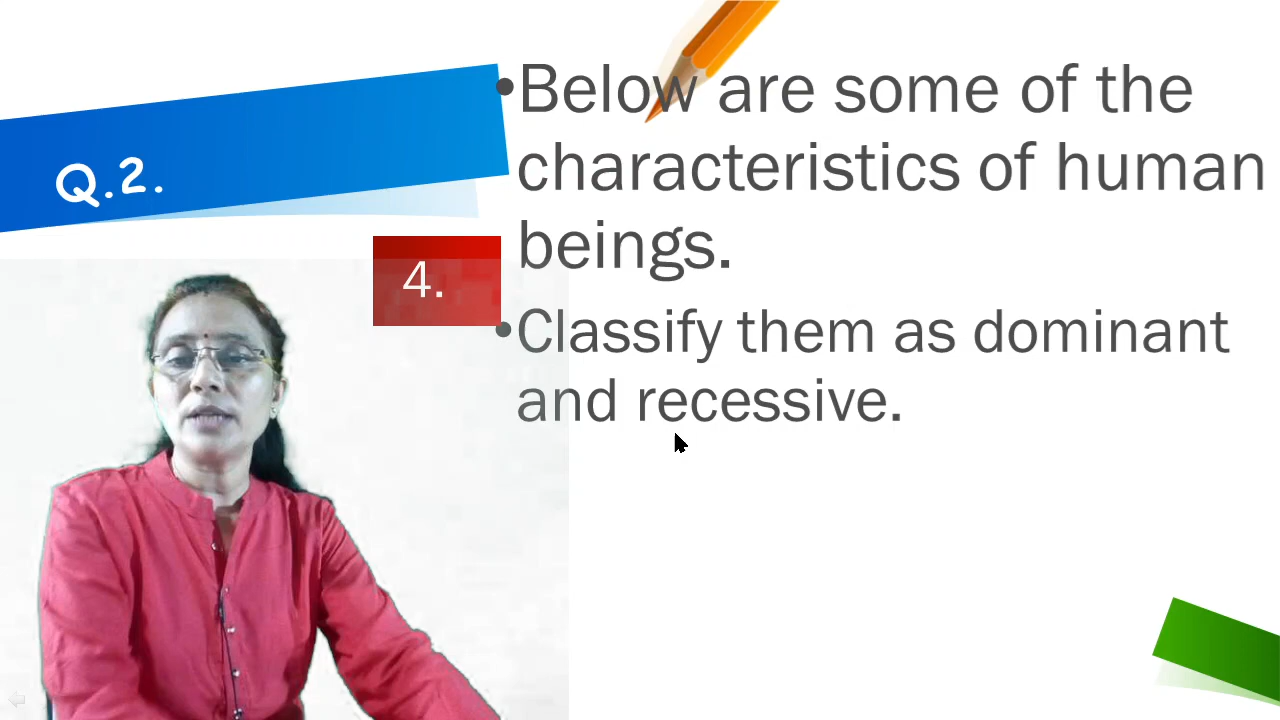 Q.2.
4.
•Below are some of the
characteristics of human
beings.
•Classify them as dominant
and recessive.